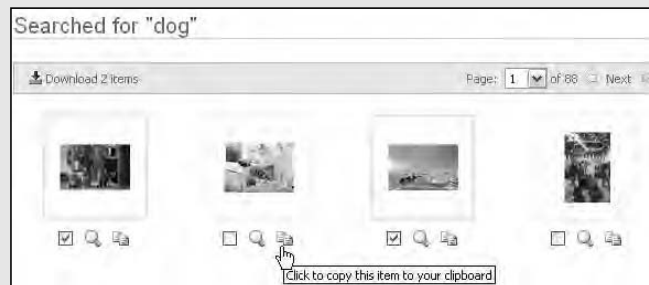 Searched for "dog"
Download 2 items
Page: 1 of 88 Next
Click to copy this item to your clipboard